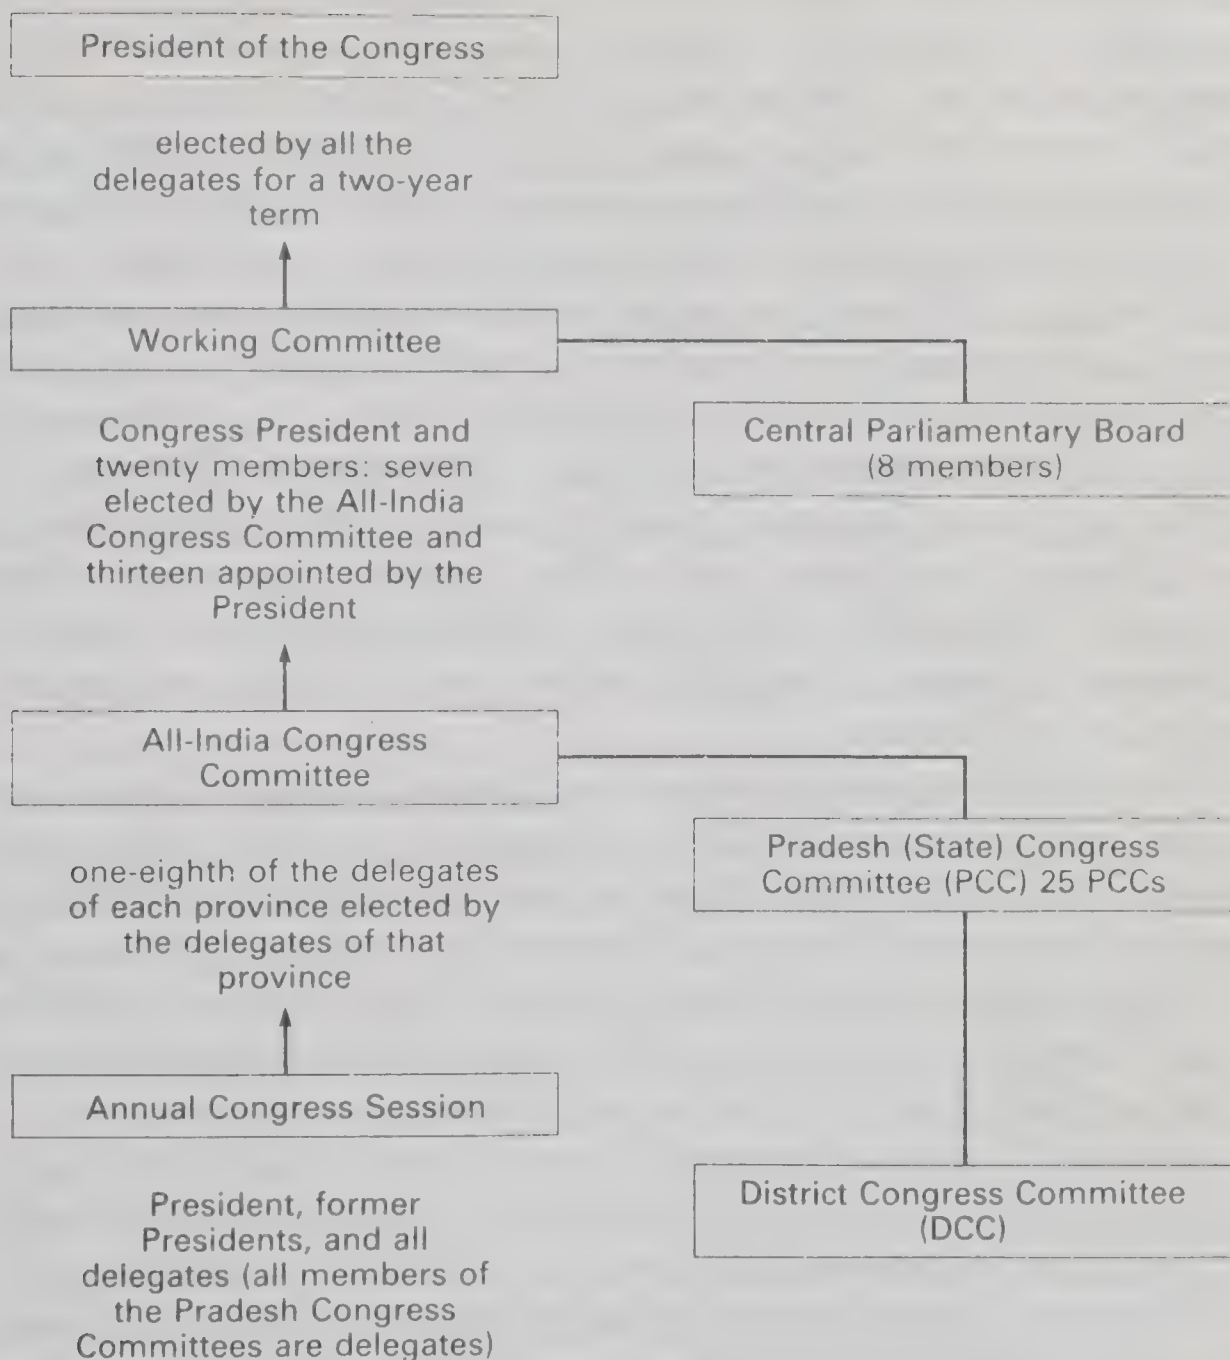 President of the Congress
elected by all the
delegates for a two-year
term
Working Committee
Congress President and
twenty members: seven
elected by the All-India
Congress Committee and
thirteen appointed by the
President
Central Parliamentary Board
(8 members)
All-India Congress
Committee
one-eighth of the delegates
of each province elected by
the delegates of that
province
Pradesh (State) Congress
Committee (PCC) 25 PCCs
Annual Congress Session
President, former
Presidents, and all
delegates (all members of
the Pradesh Congress
Committees are delegates)
District Congress Committee
(DCC)